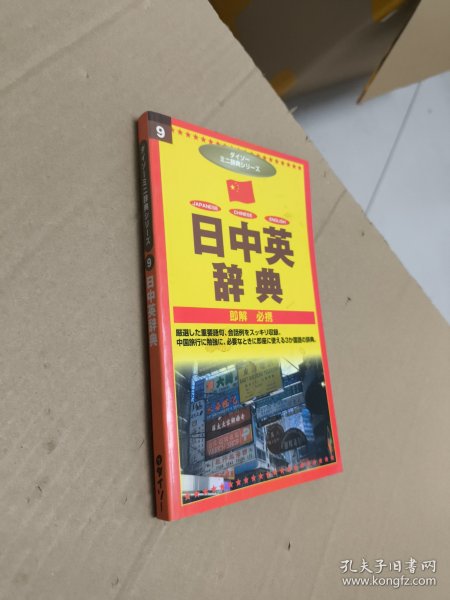 9
ダイソー
ミニ辞典シリーズ
JAPANESE
CHINESE
ENGLISH
日中英
辞典
即解 必携
厳選した重要語句、会話例をスッキリ収録。
中国旅行に勉強に、必要なときに即座に使える3か国語の辞典。
ダイソーミニ辞典シリーズ 9 日中英辞典
ダイソー
孔夫子旧书网
www.kongfz.com